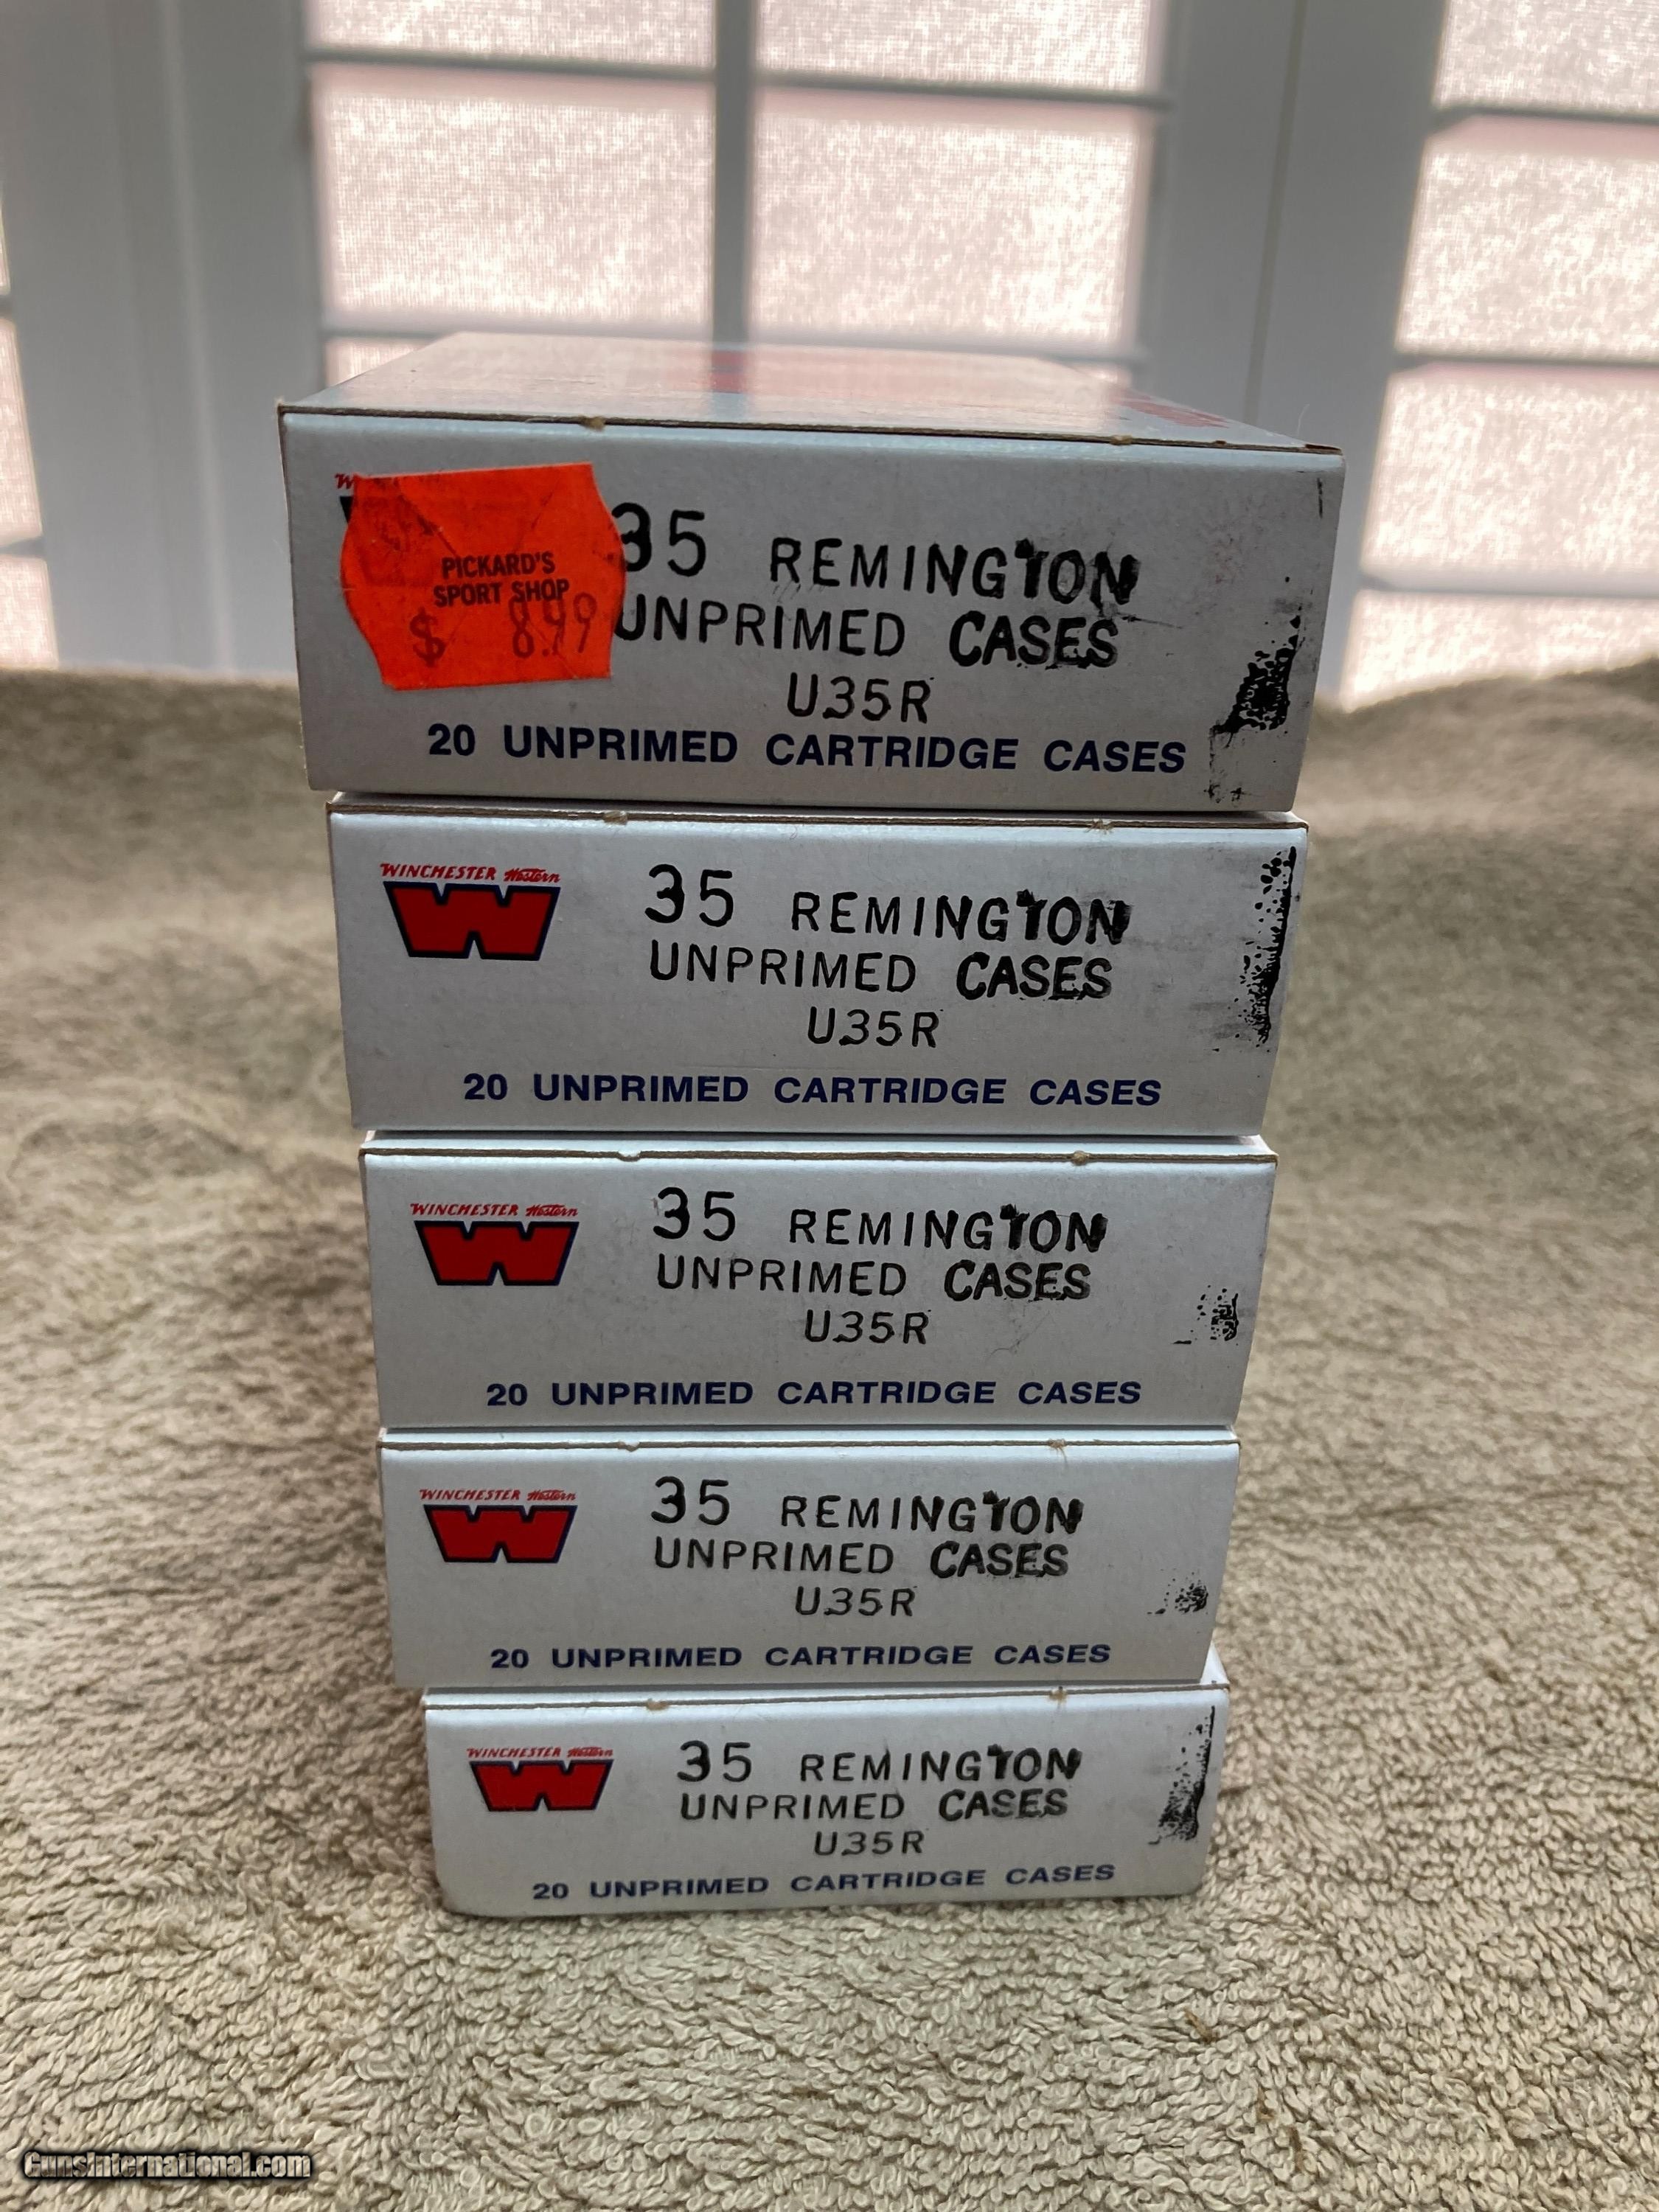 PICKARD'S
SPORT SHOP
$ 8.99
35 REMINGTON
UNPRIMED CASES
U35R
20 UNPRIMED CARTRIDGE CASES
WINCHESTER Western
W
35 REMINGTON
UNPRIMED CASES
U35R
20 UNPRIMED CARTRIDGE CASES
WINCHESTER Western
W
35 REMINGTON
UNPRIMED CASES
U35R
20 UNPRIMED CARTRIDGE CASES
WINCHESTER Western
W
35 REMINGTON
UNPRIMED CASES
U35R
20 UNPRIMED CARTRIDGE CASES
WINCHESTER Western
W
35 REMINGTON
UNPRIMED CASES
U35R
20 UNPRIMED CARTRIDGE CASES
GunsInternational.com